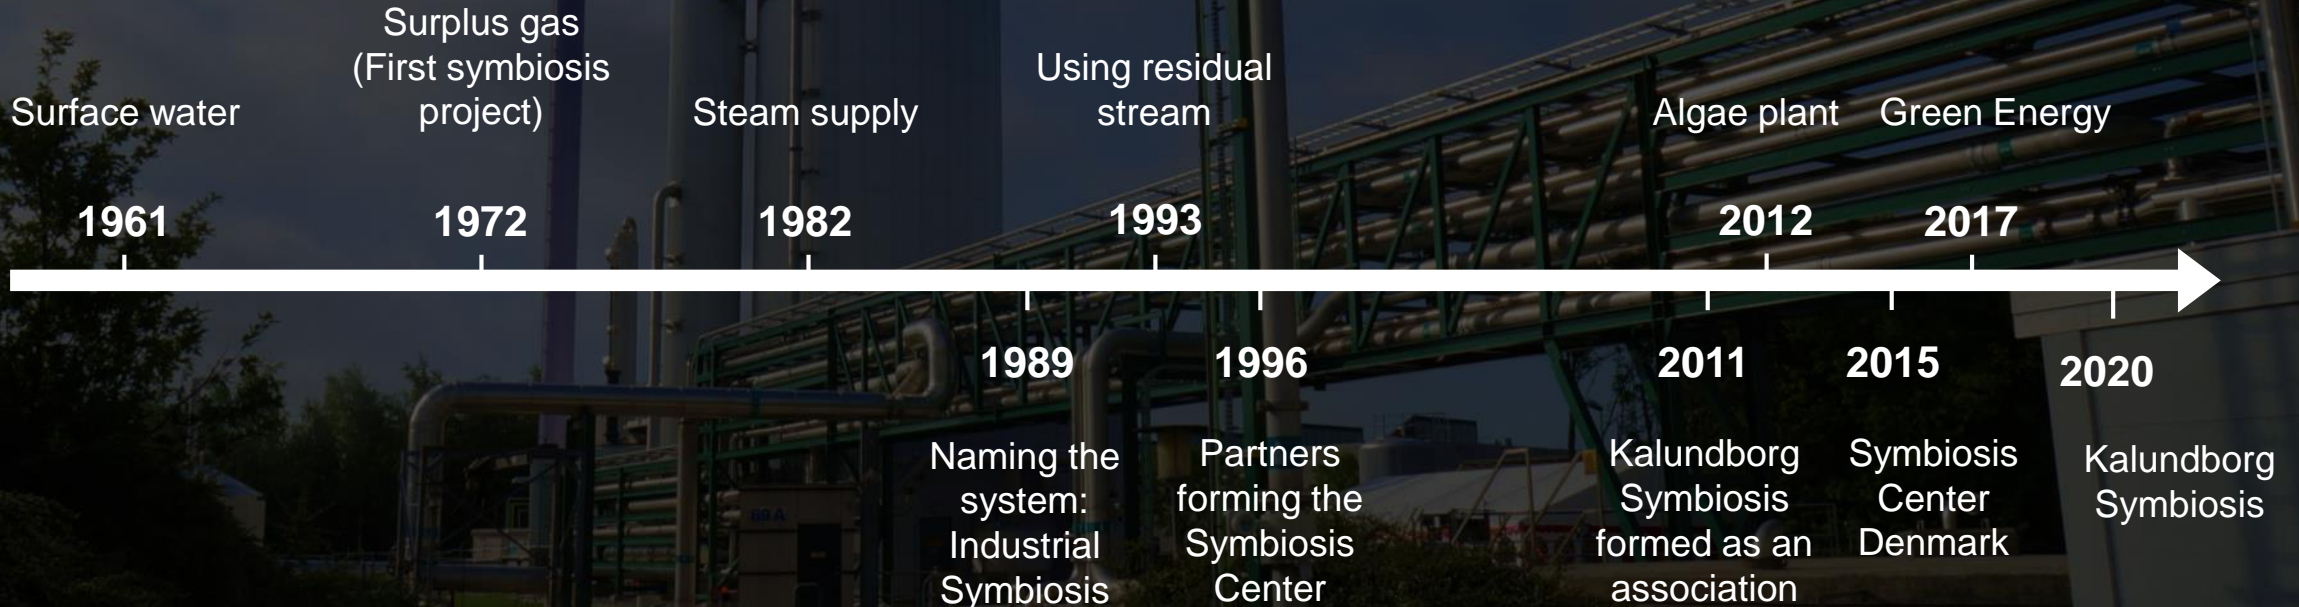 Surface water
Surplus gas
(First symbiosis
project)
Steam supply
Using residual
stream
Algae plant
Green Energy
1961
1972
1982
1993
2012
2017
1989
1996
2011
2015
2020
Naming the
system:
Industrial
Symbiosis
Partners
forming the
Symbiosis
Center
Kalundborg
Symbiosis
formed as an
association
Symbiosis
Center
Denmark
Kalundborg
Symbiosis
69 A